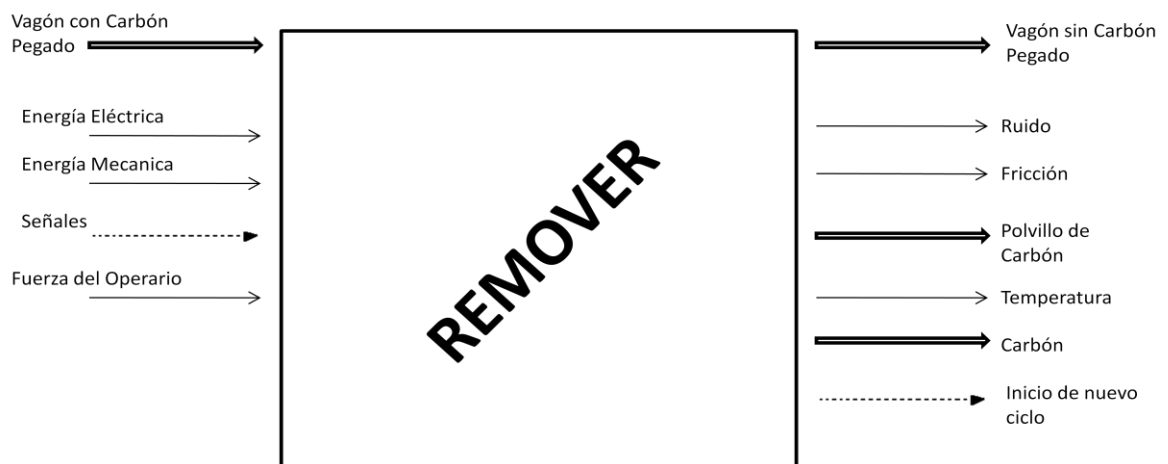 Vagón con Carbón
Pegado
Energía Eléctrica
Energía Mecanica
Señales
Fuerza del Operario
REMOVER
Vagón sin Carbón
Pegado
Ruido
Fricción
Polvillo de
Carbón
Temperatura
Carbón
Inicio de nuevo
ciclo